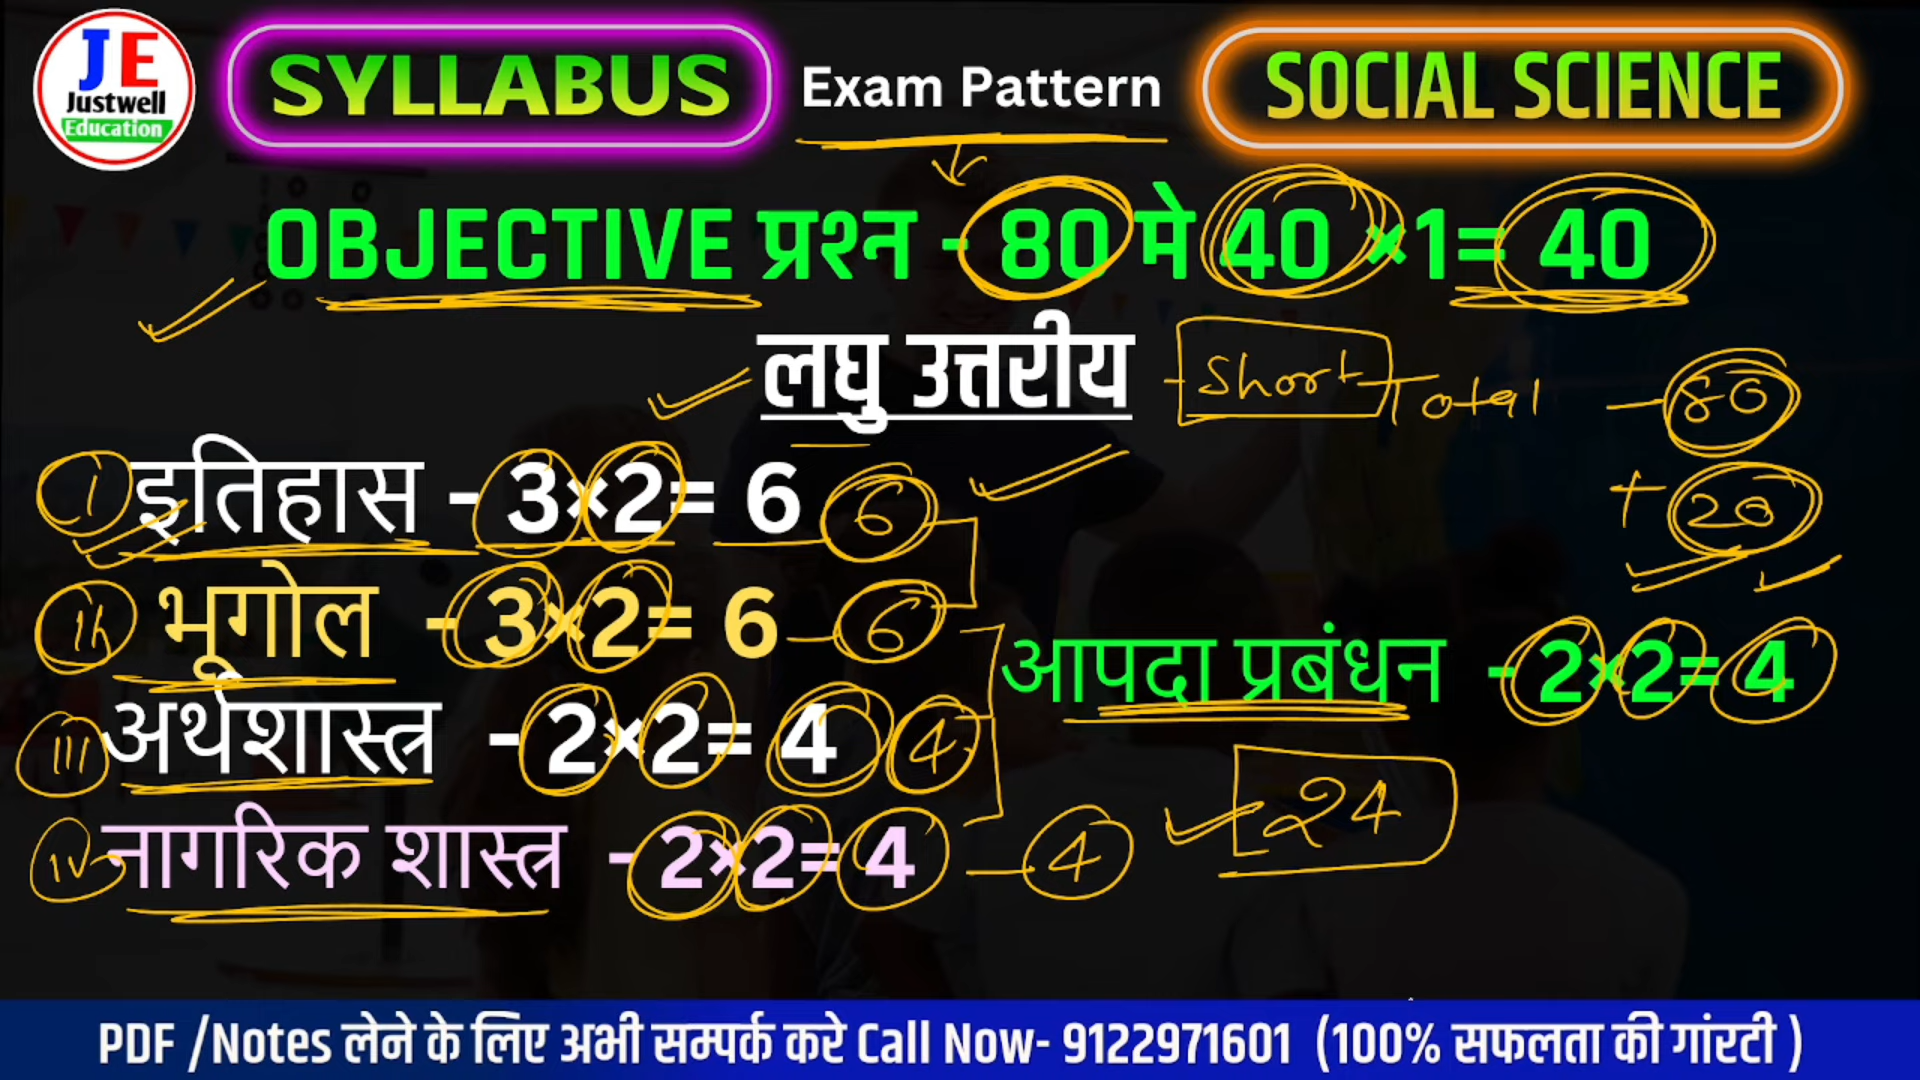 JE
Justwell
Education
SYLLABUS
Exam Pattern
SOCIAL SCIENCE
OBJECTIVE प्रश्न - 80 मे 40 ×1= 40
लघु उत्तरीय
Short
Total - 80
+ 20
I इतिहास - 3×2= 6 6
II भूगोल - 3×2= 6 - 6
III अर्थशास्त्र - 2×2= 4 4
IV नागरिक शास्त्र - 2×2= 4 - 4
आपदा प्रबंधन - 2×2= 4
24
PDF /Notes लेने के लिए अभी सम्पर्क करे Call Now- 9122971601 (100% सफलता की गांरटी )